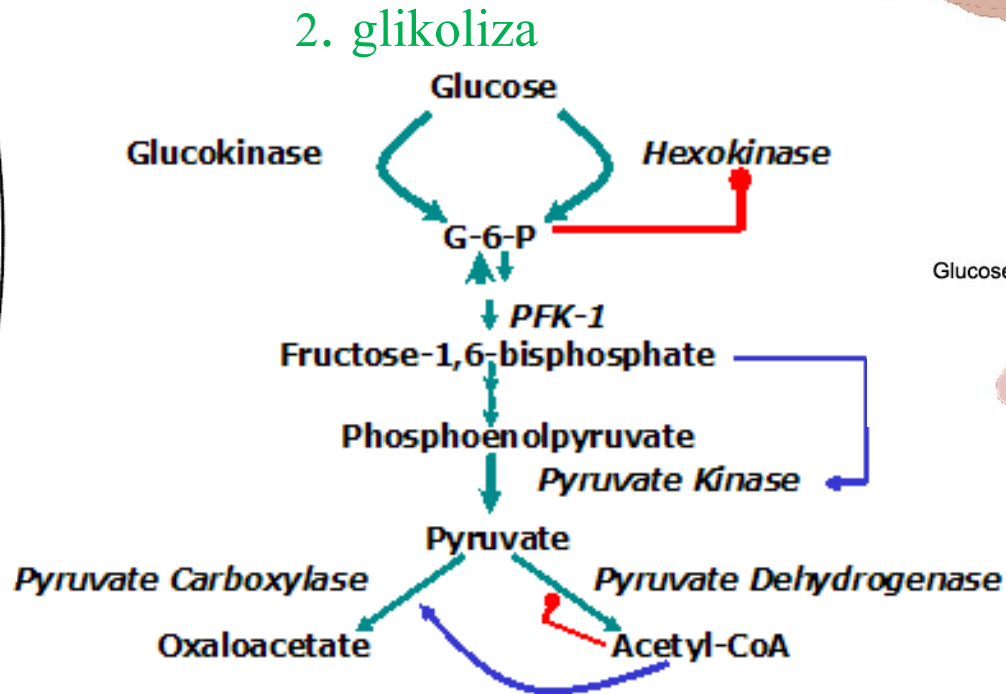 2. glikoliza
Glucose
Glucokinase
Hexokinase
G-6-P
Glucose
PFK-1
Fructose-1,6-bisphosphate
Phosphoenolpyruvate
Pyruvate Kinase
Pyruvate
Pyruvate Carboxylase
Pyruvate Dehydrogenase
Oxaloacetate
Acetyl-CoA